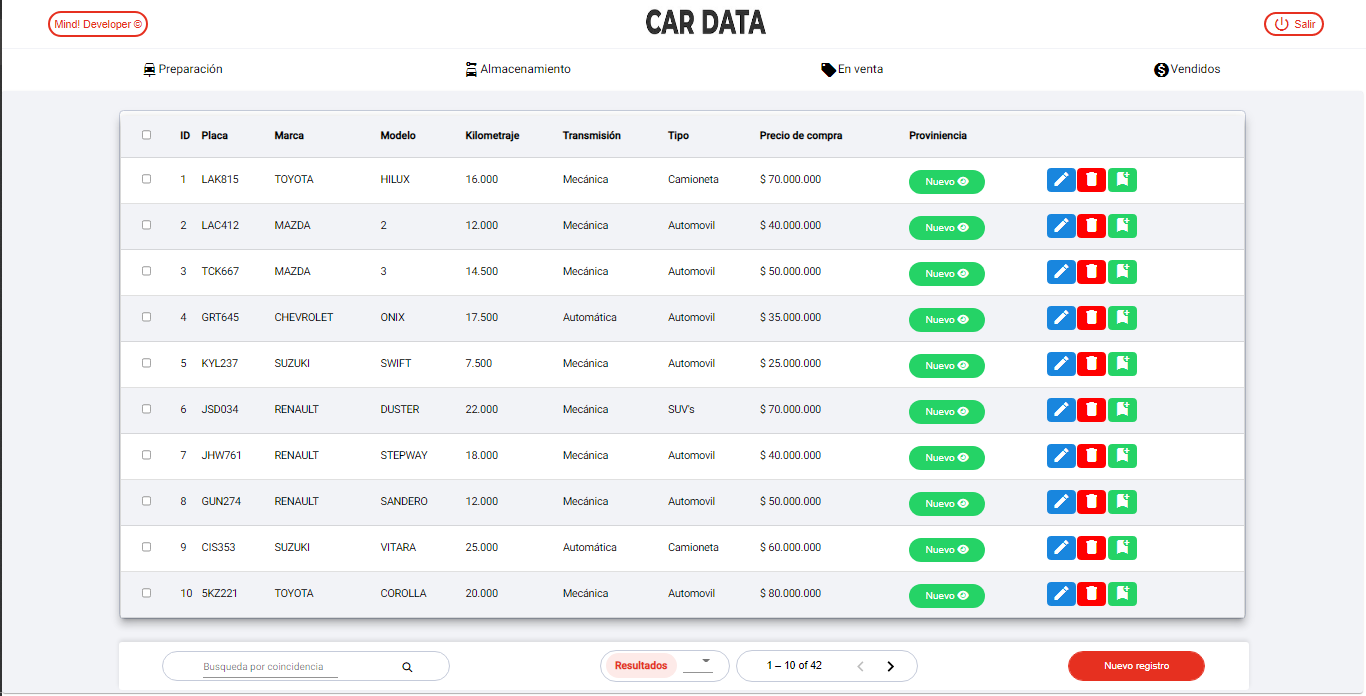 Mind! Developer ©
CAR DATA
Salir
Preparación Almacenamiento En venta Vendidos
ID Placa Marca Modelo Kilometraje Transmisión Tipo Precio de compra Proviniencia
1 LAK815 TOYOTA HILUX 16.000 Mecánica Camioneta $ 70.000.000 Nuevo
2 LAC412 MAZDA 2 12.000 Mecánica Automovil $ 40.000.000 Nuevo
3 TCK667 MAZDA 3 14.500 Mecánica Automovil $ 50.000.000 Nuevo
4 GRT645 CHEVROLET ONIX 17.500 Automática Automovil $ 35.000.000 Nuevo
5 KYL237 SUZUKI SWIFT 7.500 Mecánica Automovil $ 25.000.000 Nuevo
6 JSD034 RENAULT DUSTER 22.000 Mecánica SUV's $ 70.000.000 Nuevo
7 JHW761 RENAULT STEPWAY 18.000 Mecánica Automovil $ 40.000.000 Nuevo
8 GUN274 RENAULT SANDERO 12.000 Mecánica Automovil $ 50.000.000 Nuevo
9 CIS353 SUZUKI VITARA 25.000 Automática Camioneta $ 60.000.000 Nuevo
10 5KZ221 TOYOTA COROLLA 20.000 Mecánica Automovil $ 80.000.000 Nuevo
Busqueda por coincidencia Resultados 1 – 10 of 42 Nuevo registro